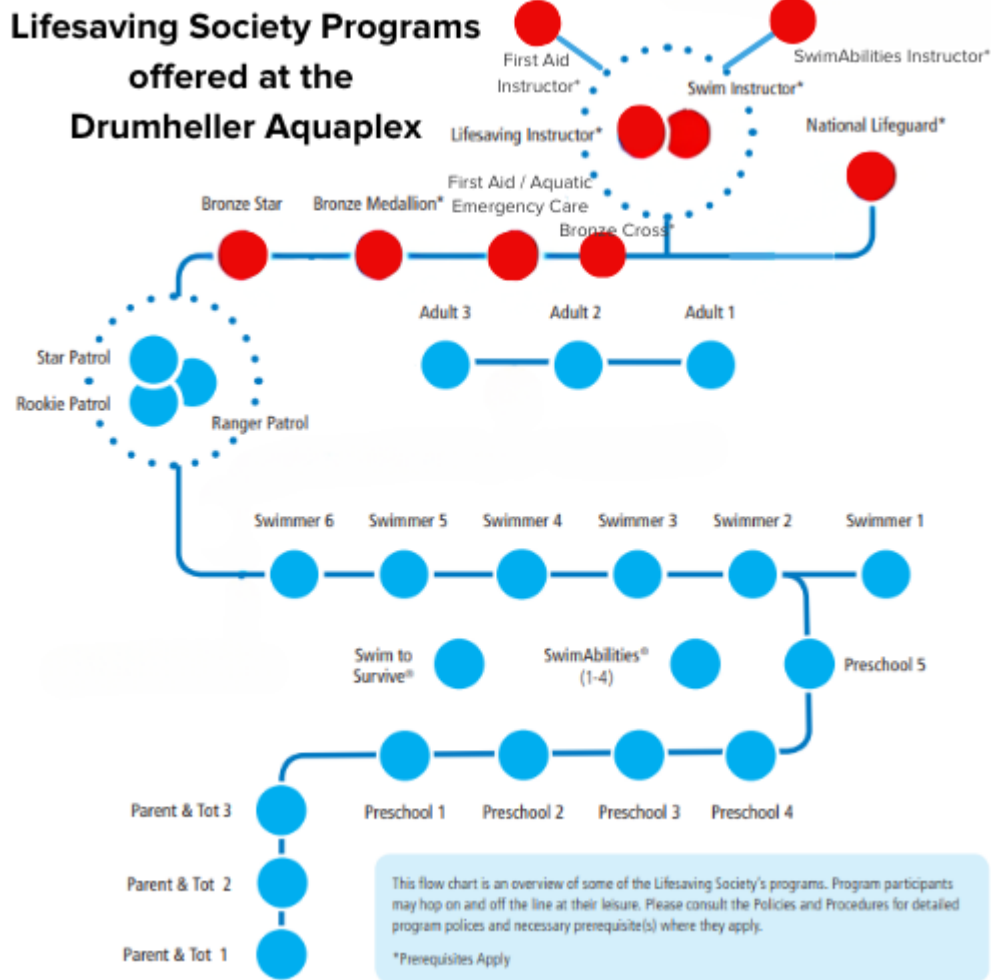 Lifesaving Society Programs
offered at the
Drumheller Aquaplex
First Aid
Instructor*
SwimAbilities Instructor*
Swim Instructor*
Lifesaving Instructor*
National Lifeguard*
Bronze Star
Bronze Medallion*
First Aid / Aquatic
Emergency Care
Bronze Cross*
Adult 3
Adult 2
Adult 1
Star Patrol
Rookie Patrol
Ranger Patrol
Swimmer 6
Swimmer 5
Swimmer 4
Swimmer 3
Swimmer 2
Swimmer 1
Swim to
Survive®
SwimAbilities®
(1-4)
Preschool 5
Parent & Tot 3
Preschool 1
Preschool 2
Preschool 3
Preschool 4
Parent & Tot 2
Parent & Tot 1
This flow chart is an overview of some of the Lifesaving Society's programs. Program participants
may hop on and off the line at their leisure. Please consult the Policies and Procedures for detailed
program polices and necessary prerequisite(s) where they apply.
*Prerequisites Apply